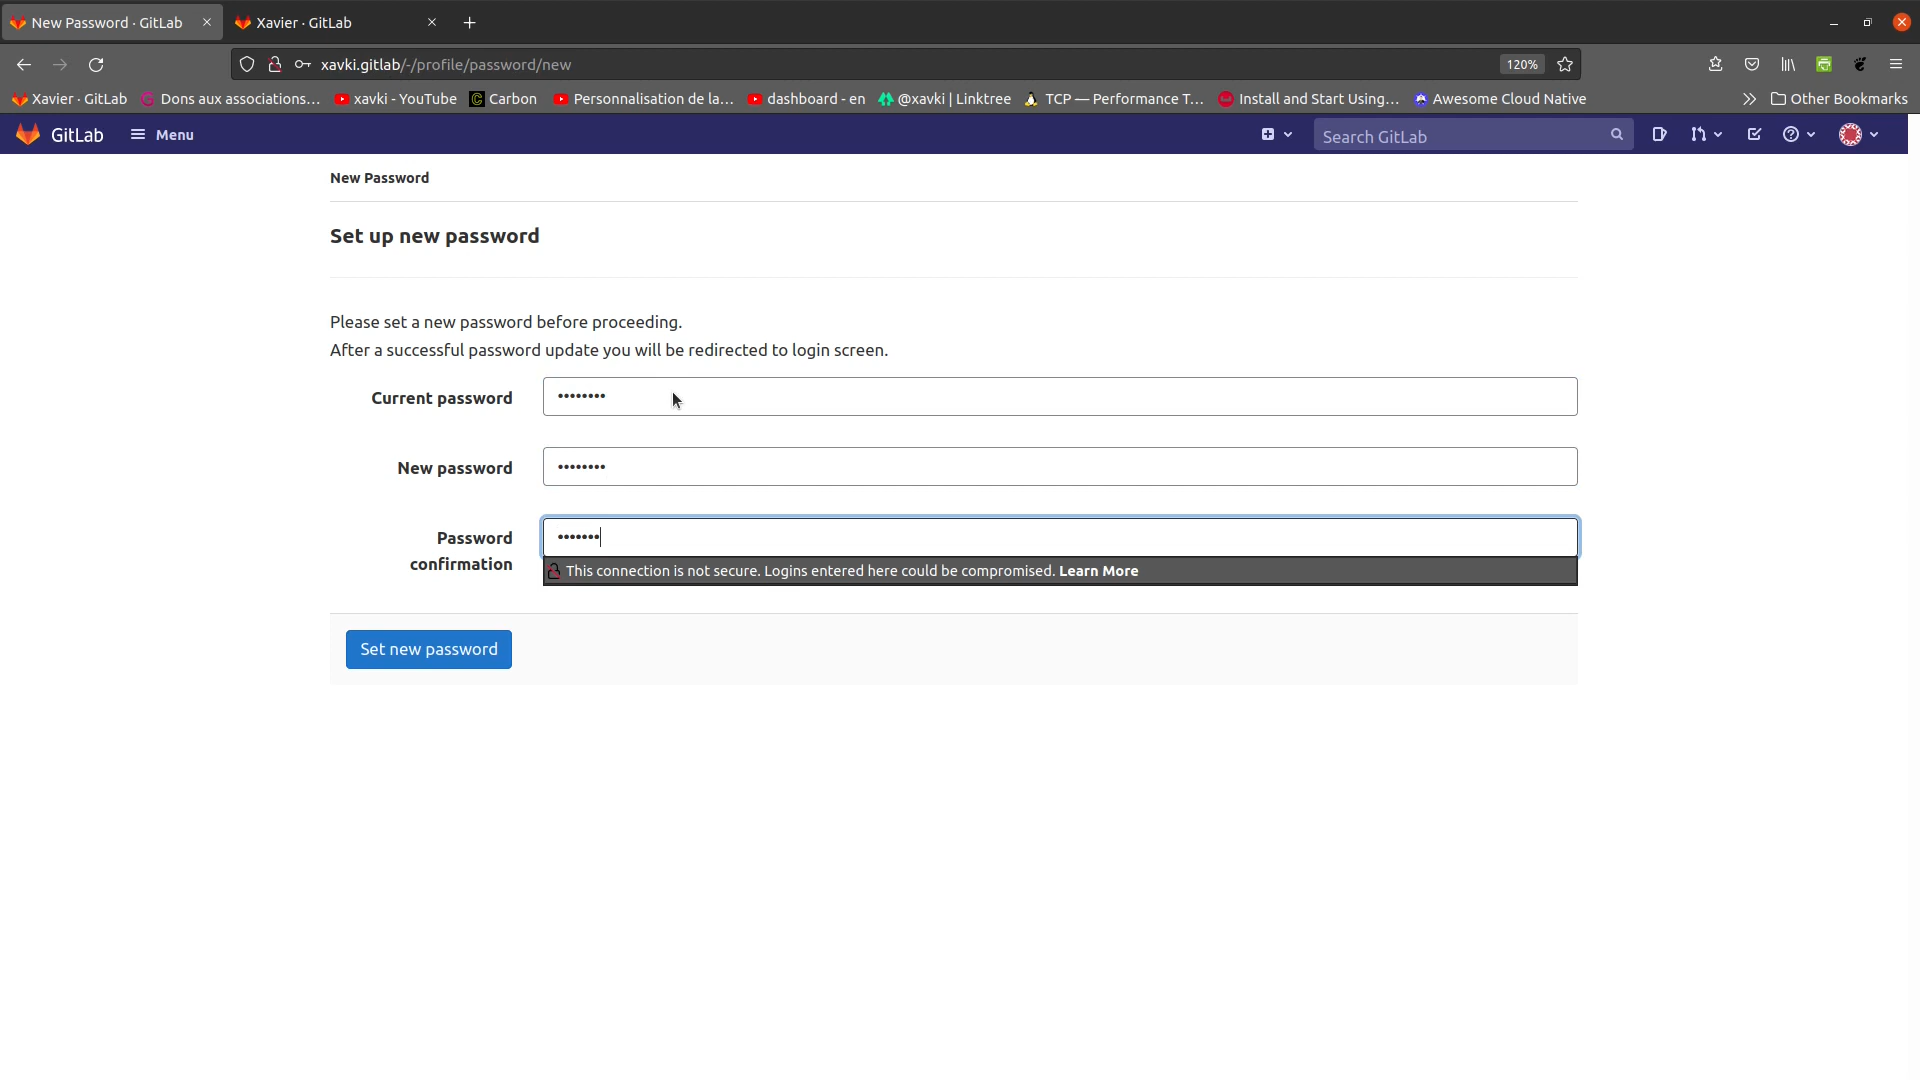 New Password · GitLab
Xavier · GitLab
xavki.gitlab/-/profile/password/new
120%
Xavier · GitLab
Dons aux associations...
xavki - YouTube
Carbon
Personnalisation de la...
dashboard - en
@xavki | Linktree
TCP — Performance T...
Install and Start Using...
Awesome Cloud Native
Other Bookmarks
GitLab
Menu
Search GitLab
New Password
Set up new password
Please set a new password before proceeding.
After a successful password update you will be redirected to login screen.
Current password
••••••••
New password
••••••••
Password
confirmation
•••••••
This connection is not secure. Logins entered here could be compromised. Learn More
Set new password